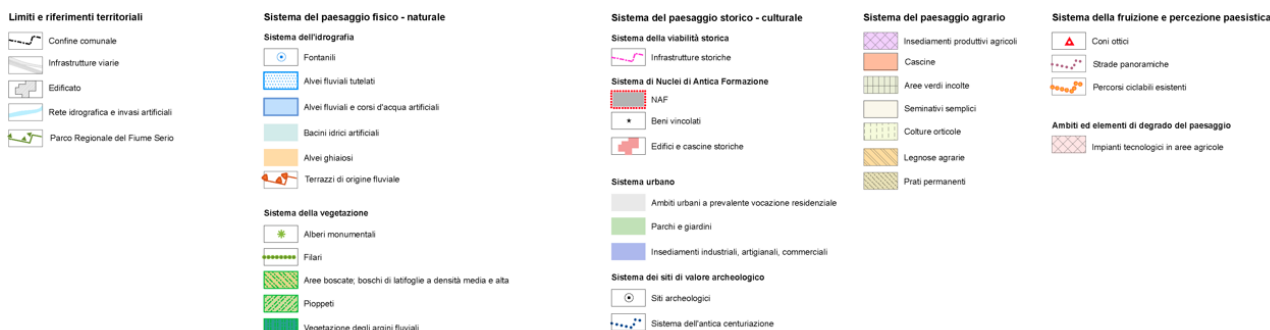 Limiti e riferimenti territoriali
Confine comunale
Infrastrutture viarie
Edificato
Rete idrografica e invasi artificiali
Parco Regionale del Fiume Serio
Sistema del paesaggio fisico - naturale
Sistema dell'idrografia
Fontanili
Alvei fluviali tutelati
Alvei fluviali e corsi d'acqua artificiali
Bacini idrici artificiali
Alvei ghiaiosi
Terrazzi di origine fluviale
Sistema della vegetazione
Alberi monumentali
Filari
Aree boscate; boschi di latifoglie a densità media e alta
Pioppeti
Vegetazione degli argini fluviali
Sistema del paesaggio storico - culturale
Sistema della viabilità storica
Infrastrutture storiche
Sistema di Nuclei di Antica Formazione
NAF
Beni vincolati
Edifici e cascine storiche
Sistema urbano
Ambiti urbani a prevalente vocazione residenziale
Parchi e giardini
Insediamenti industriali, artigianali, commerciali
Sistema dei siti di valore archeologico
Siti archeologici
Sistema dell'antica centuriazione
Sistema del paesaggio agrario
Insediamenti produttivi agricoli
Cascine
Aree verdi incolte
Seminativi semplici
Colture orticole
Legnose agrarie
Prati permanenti
Sistema della fruizione e percezione paesistica
Coni ottici
Strade panoramiche
Percorsi ciclabili esistenti
Ambiti ed elementi di degrado del paesaggio
Impianti tecnologici in aree agricole